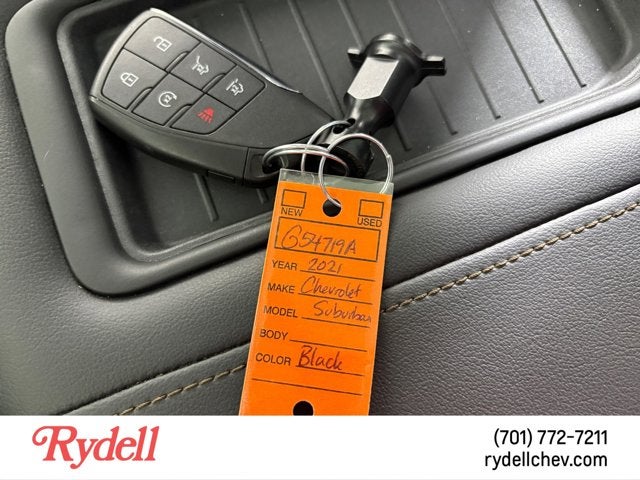 NEW USED
G54719A
YEAR 2021
MAKE Chevrolet
MODEL Suburban
BODY
COLOR Black
Rydell
(701) 772-7211
rydellchev.com